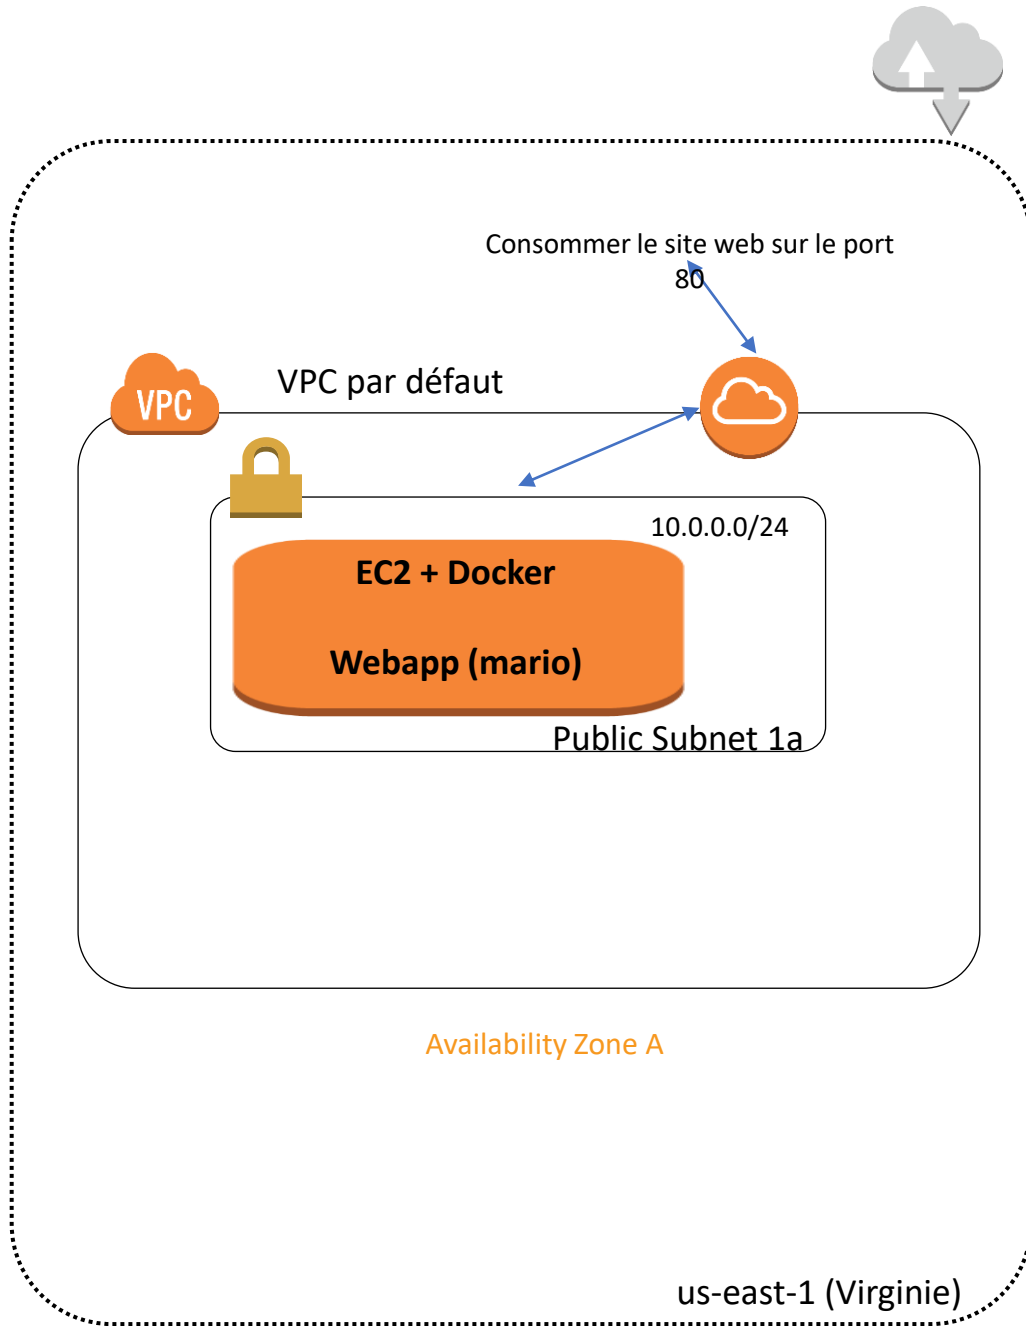 Consommer le site web sur le port
80
VPC par défaut
VPC
10.0.0.0/24
EC2 + Docker
Webapp (mario)
Public Subnet 1a
Availability Zone A
us-east-1 (Virginie)